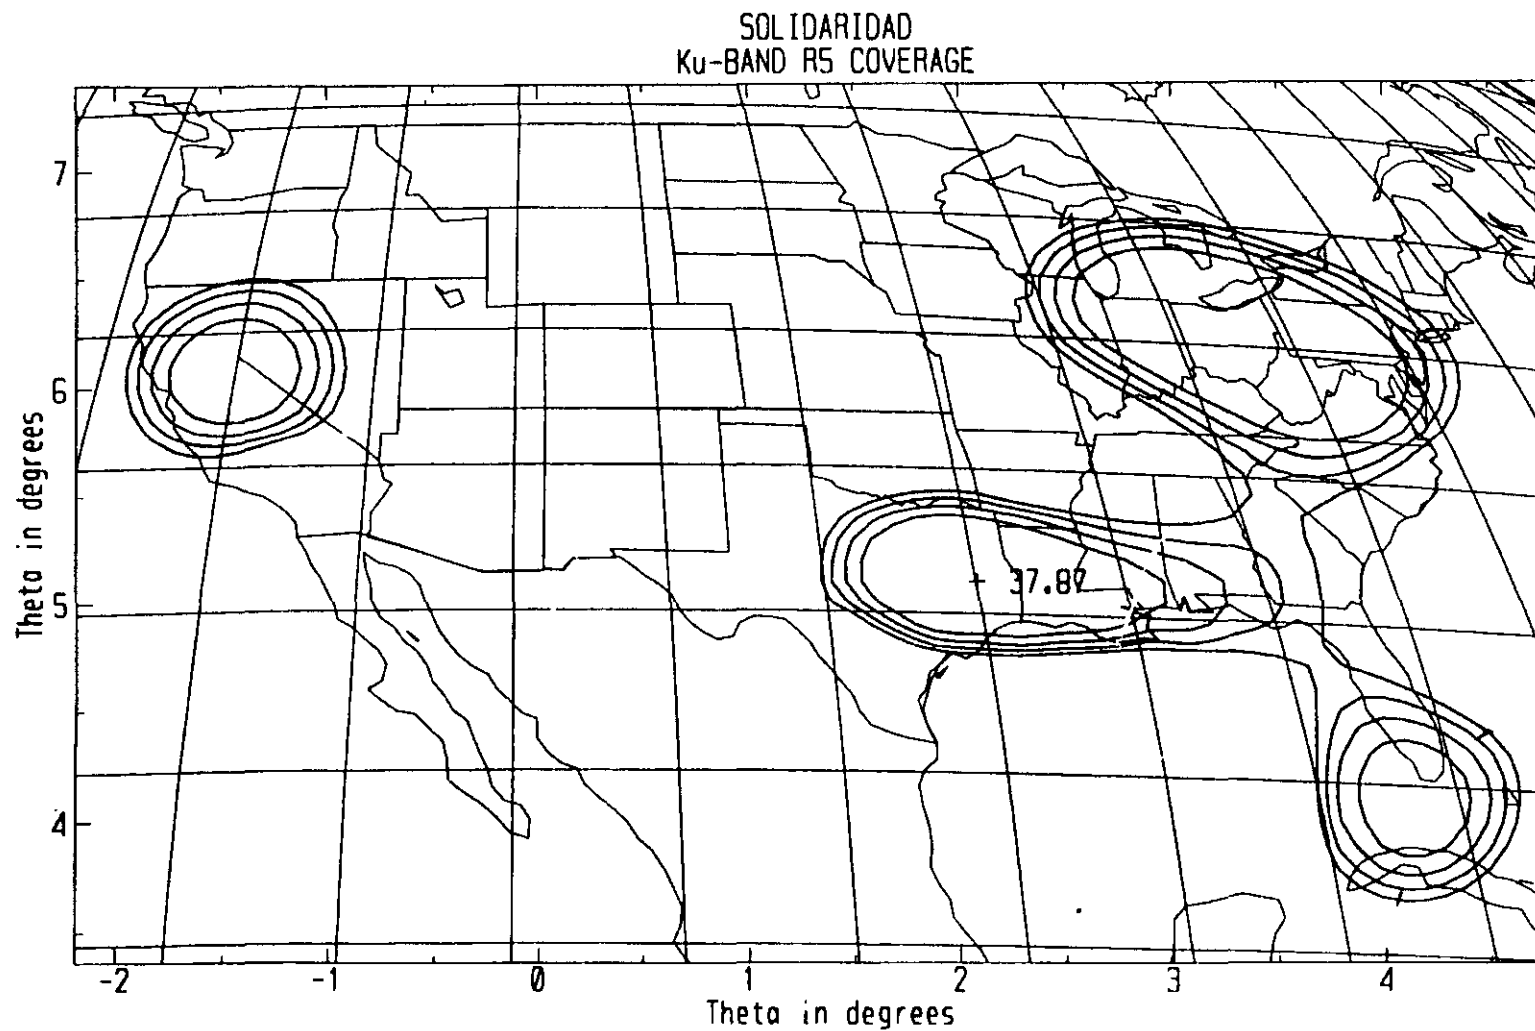 SOLIDARIDAD
Ku-BAND R5 COVERAGE
7
6
5
4
Theta in degrees
+ 37.87
-2 -1 0 1 2 3 4
Theta in degrees